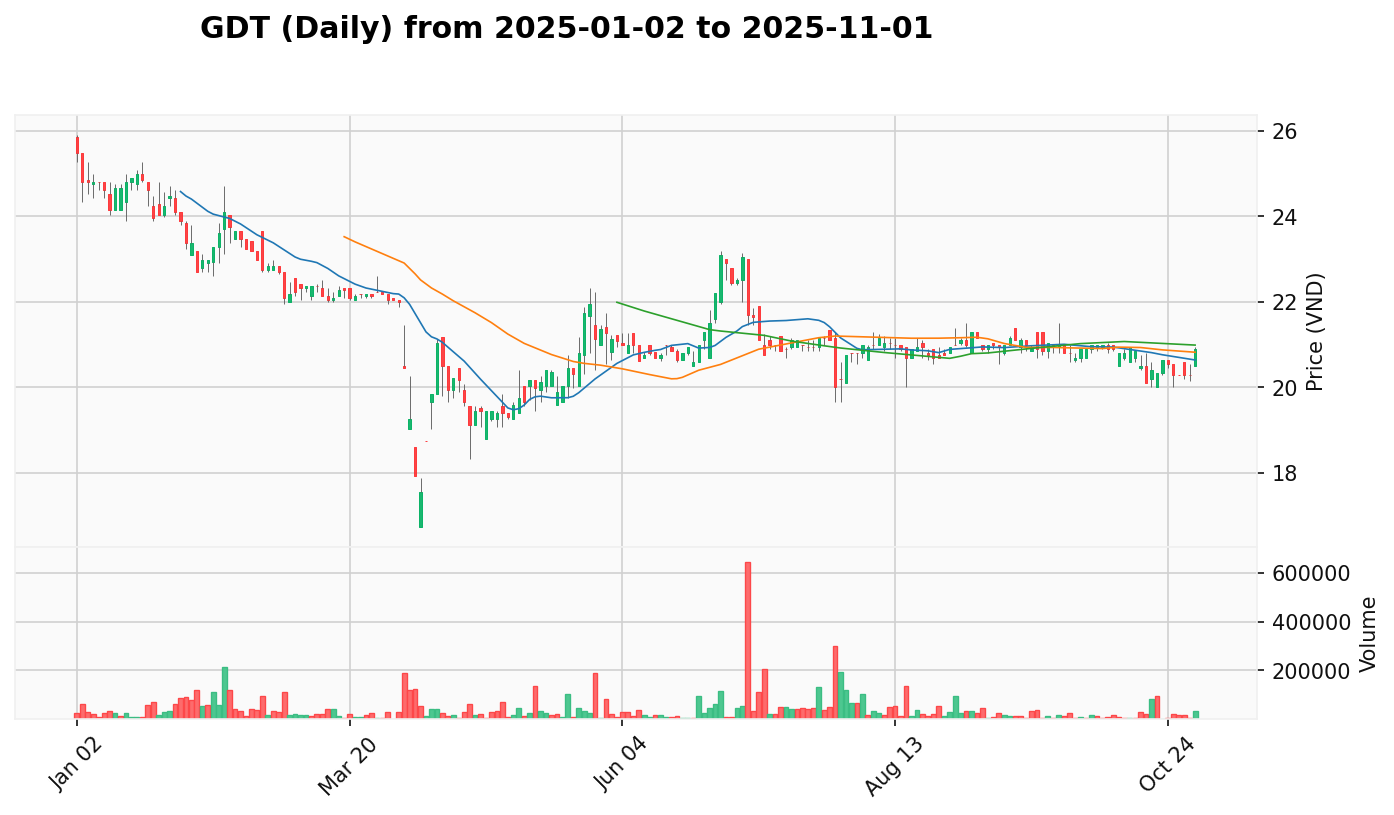 GDT (Daily) from 2025-01-02 to 2025-11-01
26
24
22
20
18
Price (VND)
600000
400000
200000
Volume
Jan 02
Mar 20
Jun 04
Aug 13
Oct 24